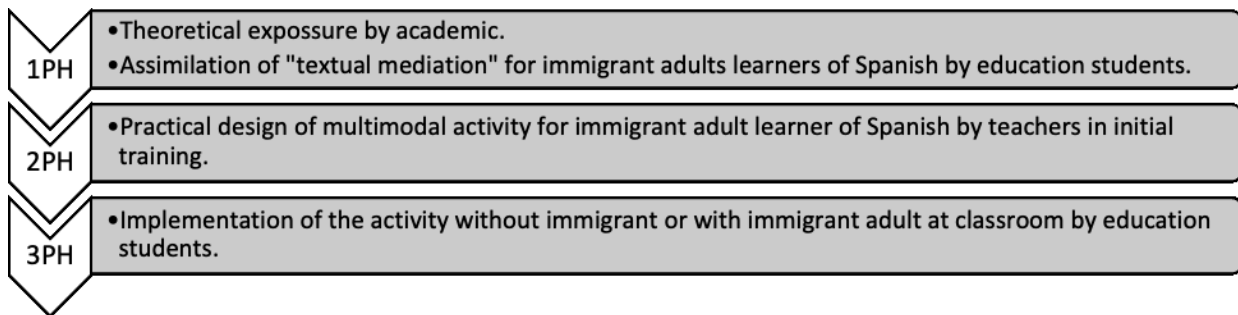 1PH
•Theoretical expossure by academic.
•Assimilation of "textual mediation" for immigrant adults learners of Spanish by education students.
2PH
•Practical design of multimodal activity for immigrant adult learner of Spanish by teachers in initial
training.
3PH
•Implementation of the activity without immigrant or with immigrant adult at classroom by education
students.